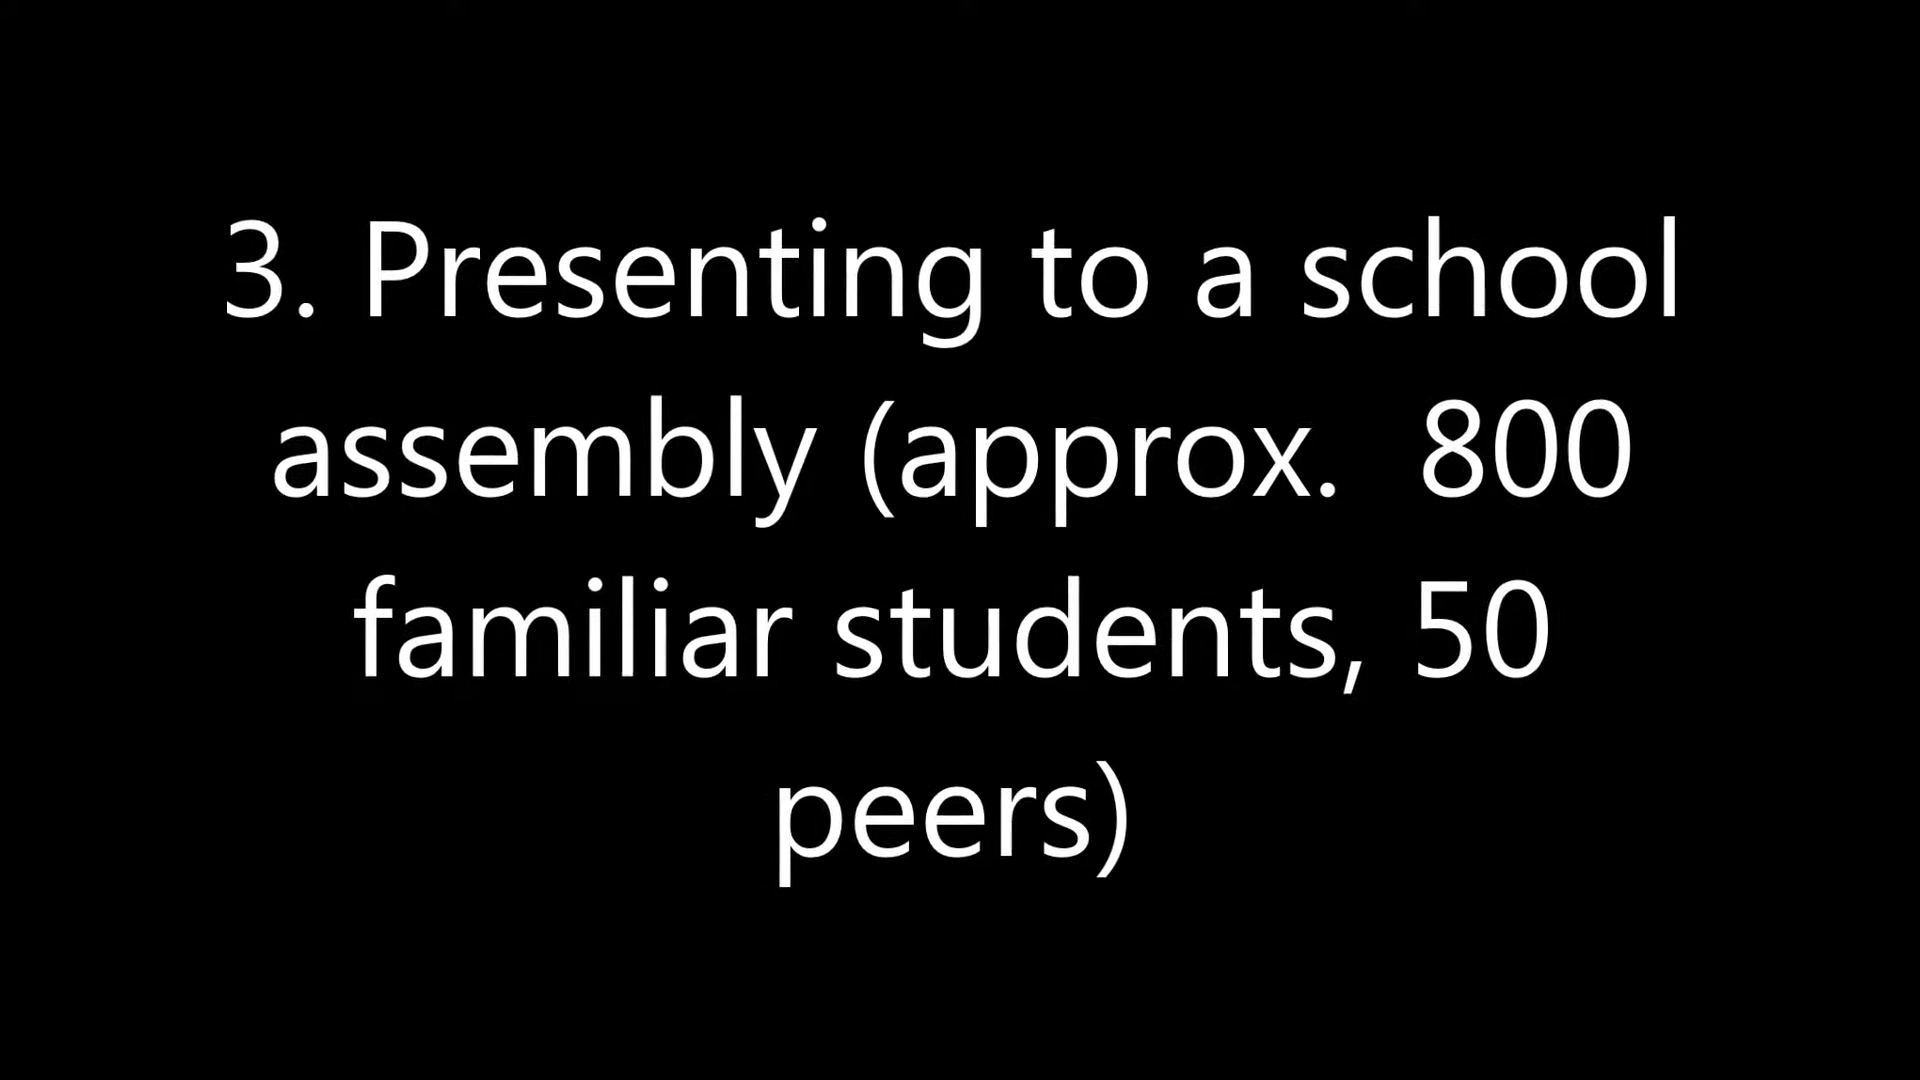 3. Presenting to a school
assembly (approx.  800
familiar students, 50
peers)